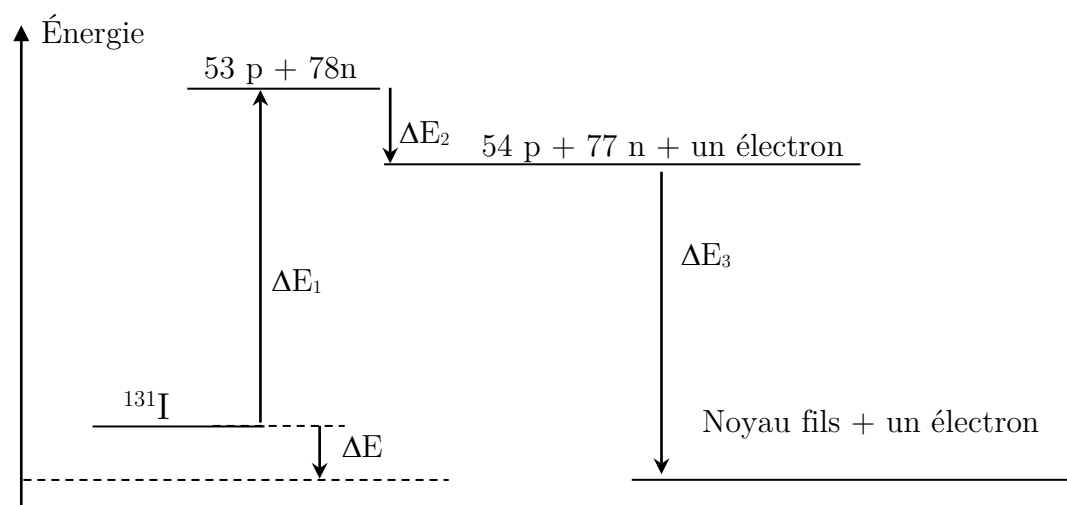 Énergie
53 p + 78n
ΔE₂
54 p + 77 n + un électron
ΔE₃
ΔE₁
¹³¹I
Noyau fils + un électron
ΔE